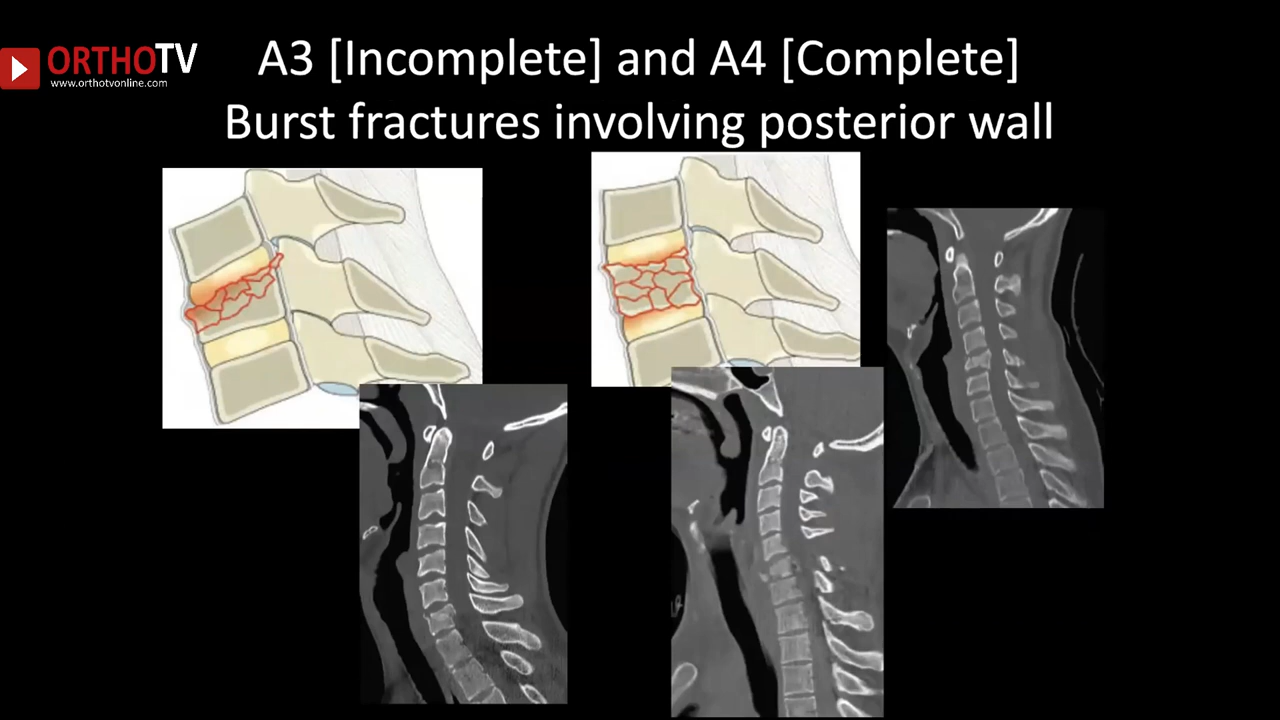 ORTHOTV
www.orthotvonline.com
A3 [Incomplete] and A4 [Complete]
Burst fractures involving posterior wall